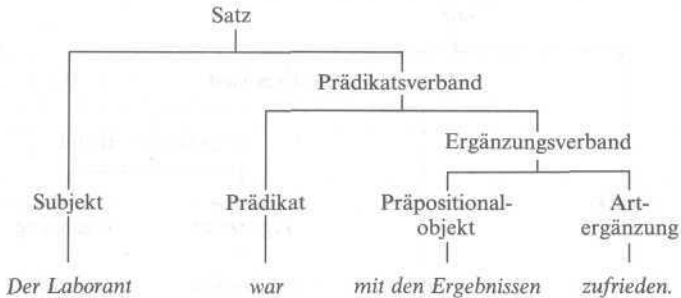 Satz
Prädikatsverband
Ergänzungsverband
Subjekt Prädikat Präpositional- Art-
objekt ergänzung
Der Laborant war mit den Ergebnissen zufrieden.